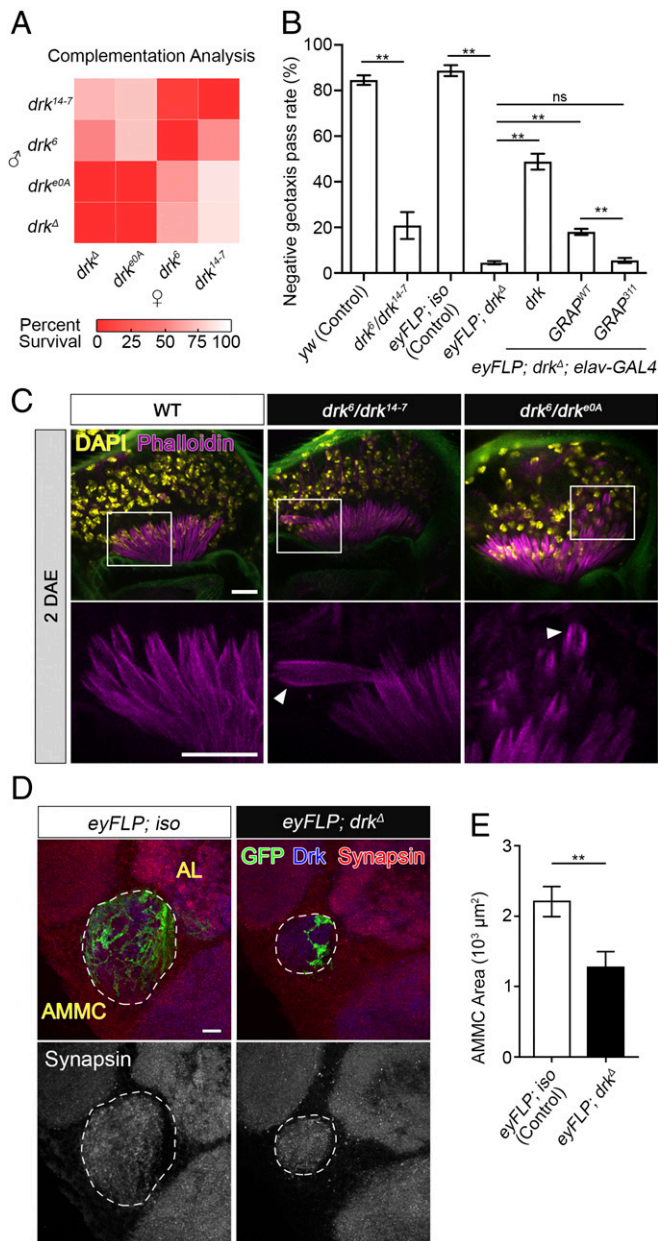 A
Complementation Analysis
♂
drk14-7
drk6
drke0A
drkΔ
drkΔ
drke0A
drk6
drk14-7
♀
Percent Survival
0 25 50 75 100
B
Negative geotaxis pass rate (%)
100
80
60
40
20
0
**
**
ns
**
**
**
yw (Control)
drk6/drk14-7
eyFLP; iso (Control)
eyFLP; drkΔ
drk
GRAPWT
GRAP311
eyFLP; drkΔ; elav-GAL4
C
WT
drk6/drk14-7
drk6/drke0A
DAPI Phalloidin
2 DAE
D
eyFLP; iso
eyFLP; drkΔ
AL
AMMC
GFP Drk Synapsin
Synapsin
E
AMMC Area (10³ µm²)
3
2
1
0
**
eyFLP; iso (Control)
eyFLP; drkΔ